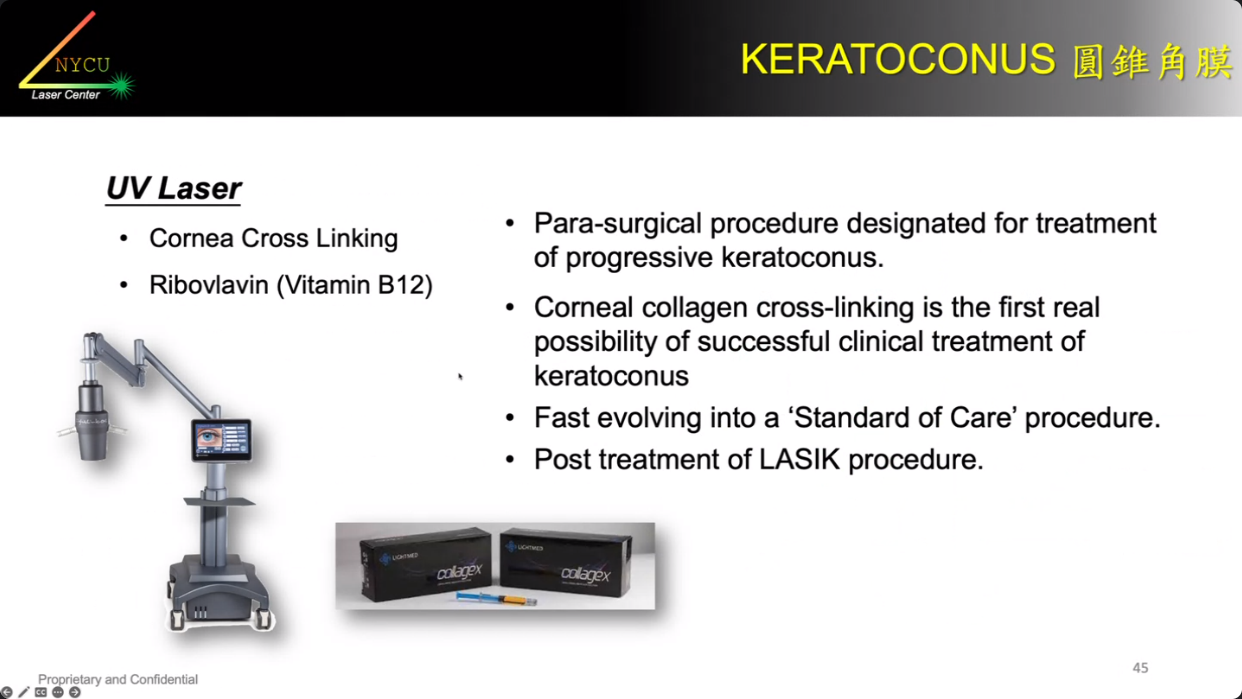 NYCU
Laser Center
KERATOCONUS 圓錐角膜
UV Laser
• Cornea Cross Linking
• Ribovlavin (Vitamin B12)
• Para-surgical procedure designated for treatment
of progressive keratoconus.
• Corneal collagen cross-linking is the first real
possibility of successful clinical treatment of
keratoconus
• Fast evolving into a ‘Standard of Care’ procedure.
• Post treatment of LASIK procedure.
LIGHTMED
collagex
LIGHTMED
collagex
Proprietary and Confidential
45
CC